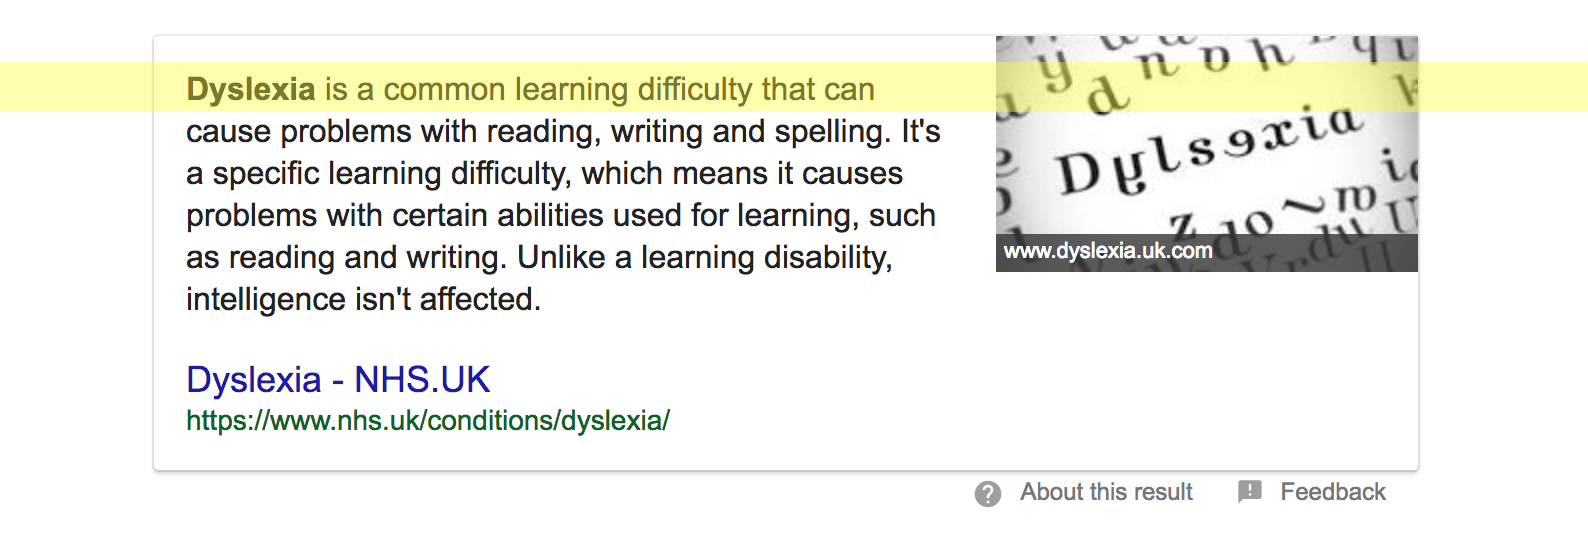 Dyslexia is a common learning difficulty that can
cause problems with reading, writing and spelling. It's
a specific learning difficulty, which means it causes
problems with certain abilities used for learning, such
as reading and writing. Unlike a learning disability,
intelligence isn't affected.
Dyslexia - NHS.UK
https://www.nhs.uk/conditions/dyslexia/
Dyslexia
www.dyslexia.uk.com
About this result
Feedback